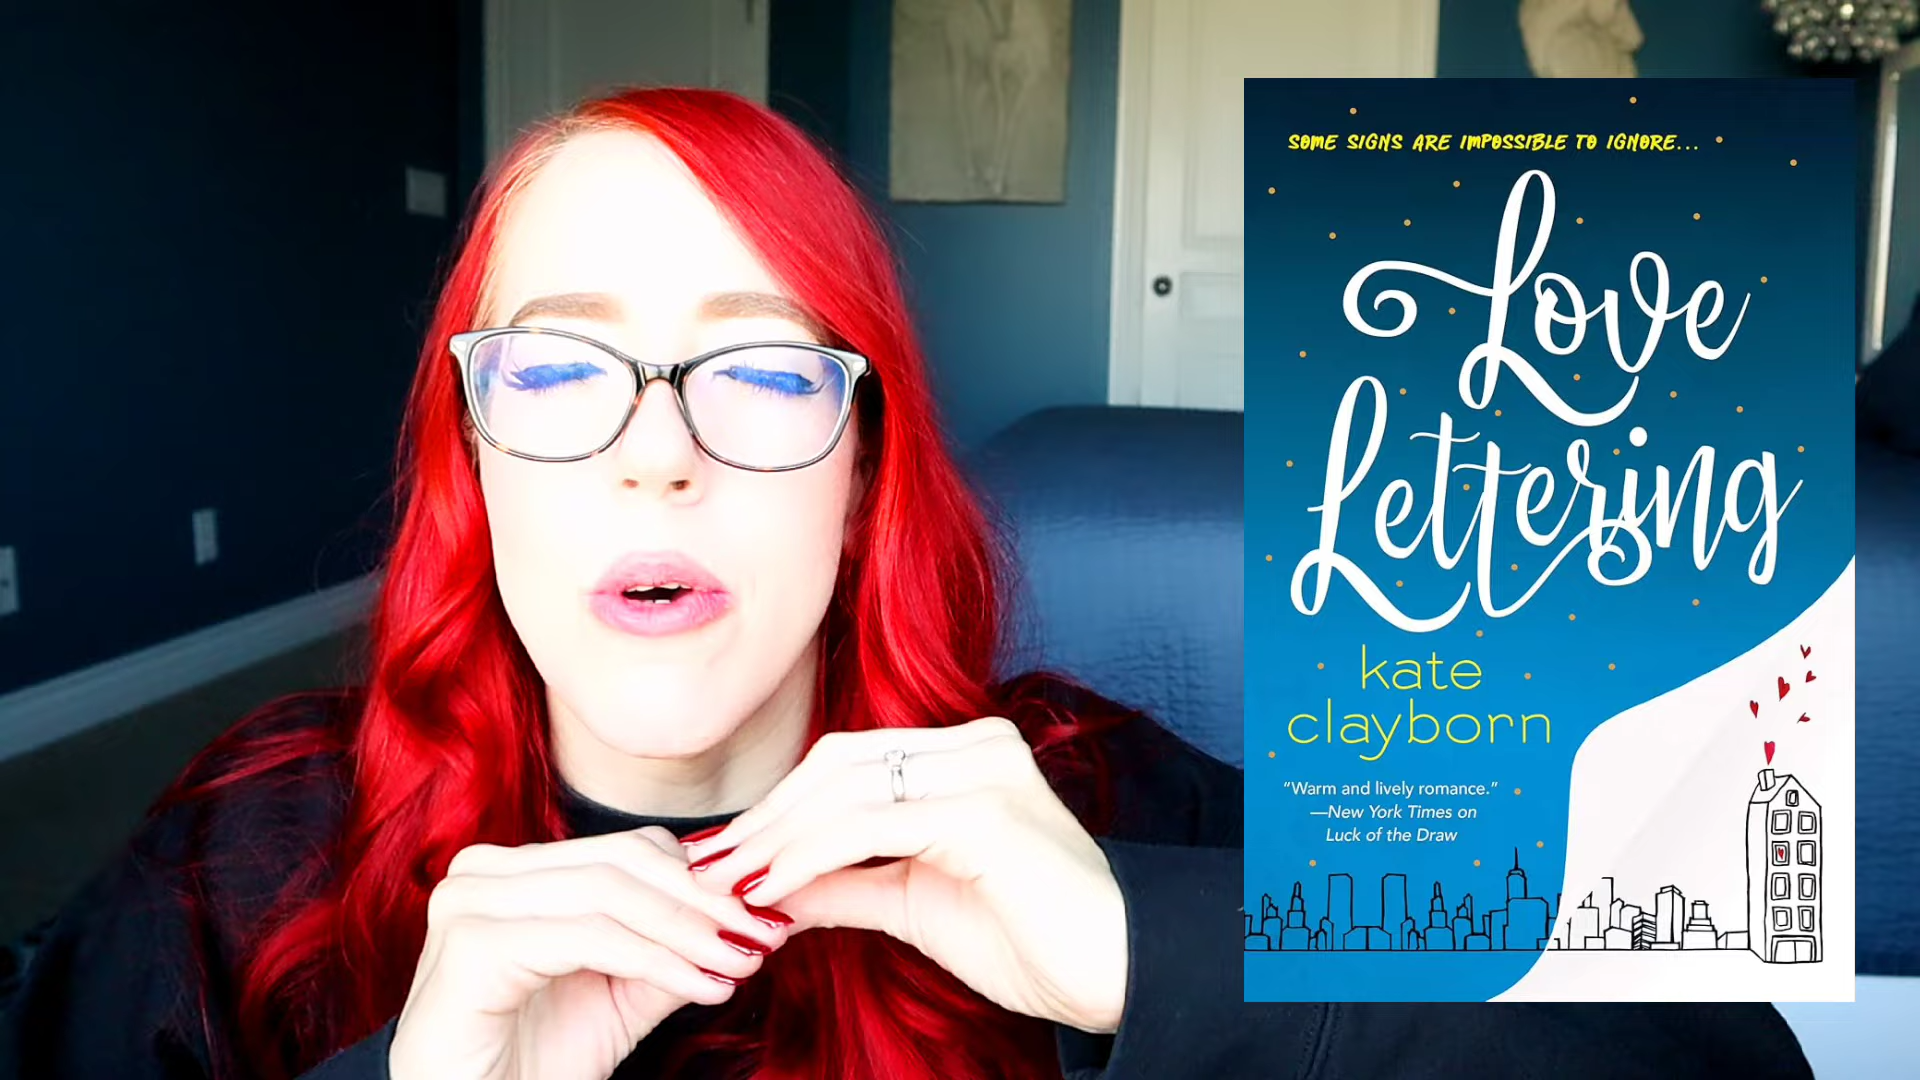 SOME SIGNS ARE IMPOSSIBLE TO IGNORE...
Love
Lettering
kate
clayborn
"Warm and lively romance."
—New York Times on
Luck of the Draw